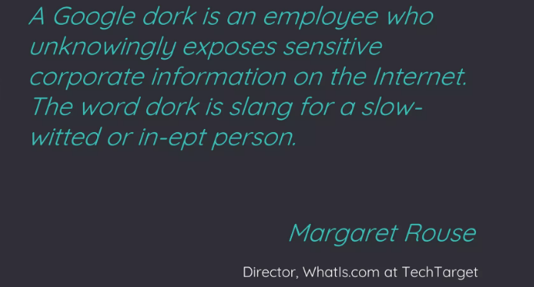 A Google dork is an employee who
unknowingly exposes sensitive
corporate information on the Internet.
The word dork is slang for a slow-
witted or in-ept person.
Margaret Rouse
Director, WhatIs.com at TechTarget